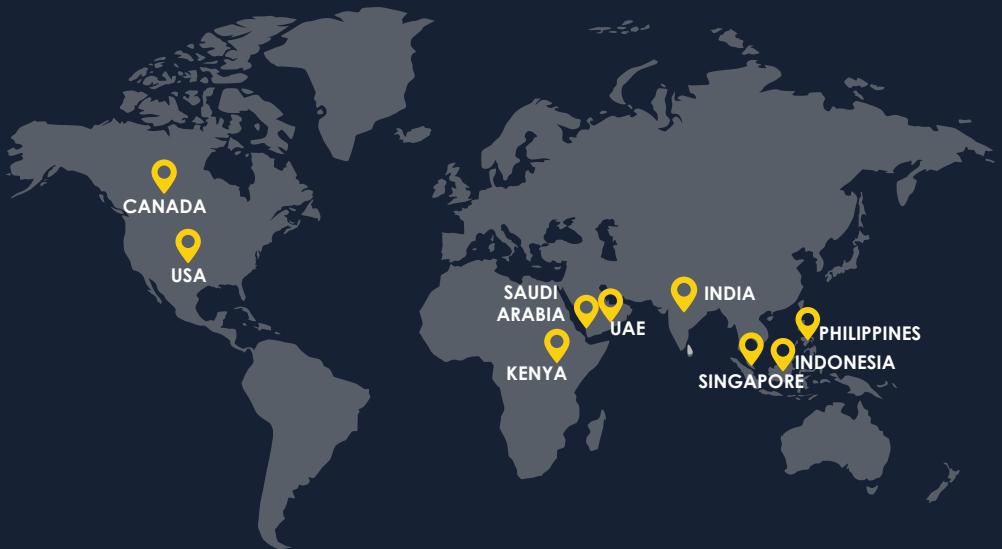 CANADA
USA
SAUDI
ARABIA
UAE
KENYA
INDIA
PHILIPPINES
INDONESIA
SINGAPORE